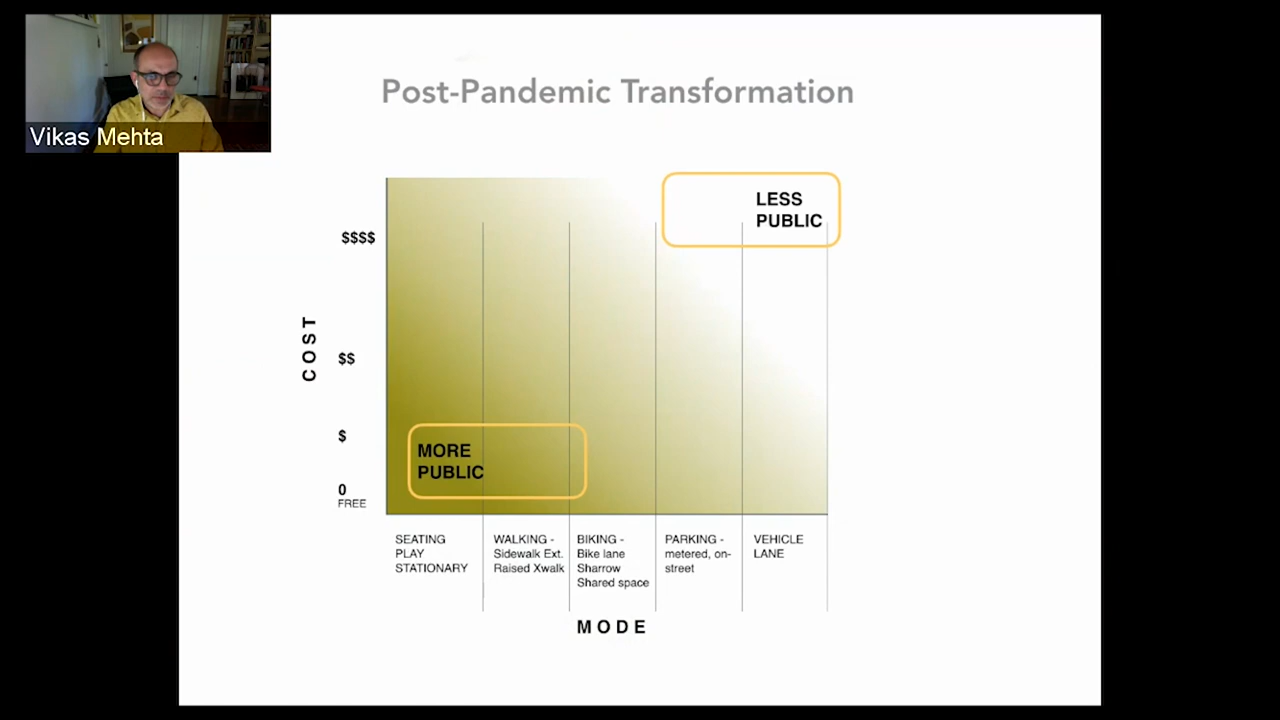 Vikas Mehta
Post-Pandemic Transformation
LESS
PUBLIC
$$$$
COST
$$
$
MORE
PUBLIC
0
FREE
SEATING
PLAY
STATIONARY
WALKING -
Sidewalk Ext.
Raised Xwalk
BIKING -
Bike lane
Sharrow
Shared space
PARKING -
metered, on-
street
VEHICLE
LANE
MODE